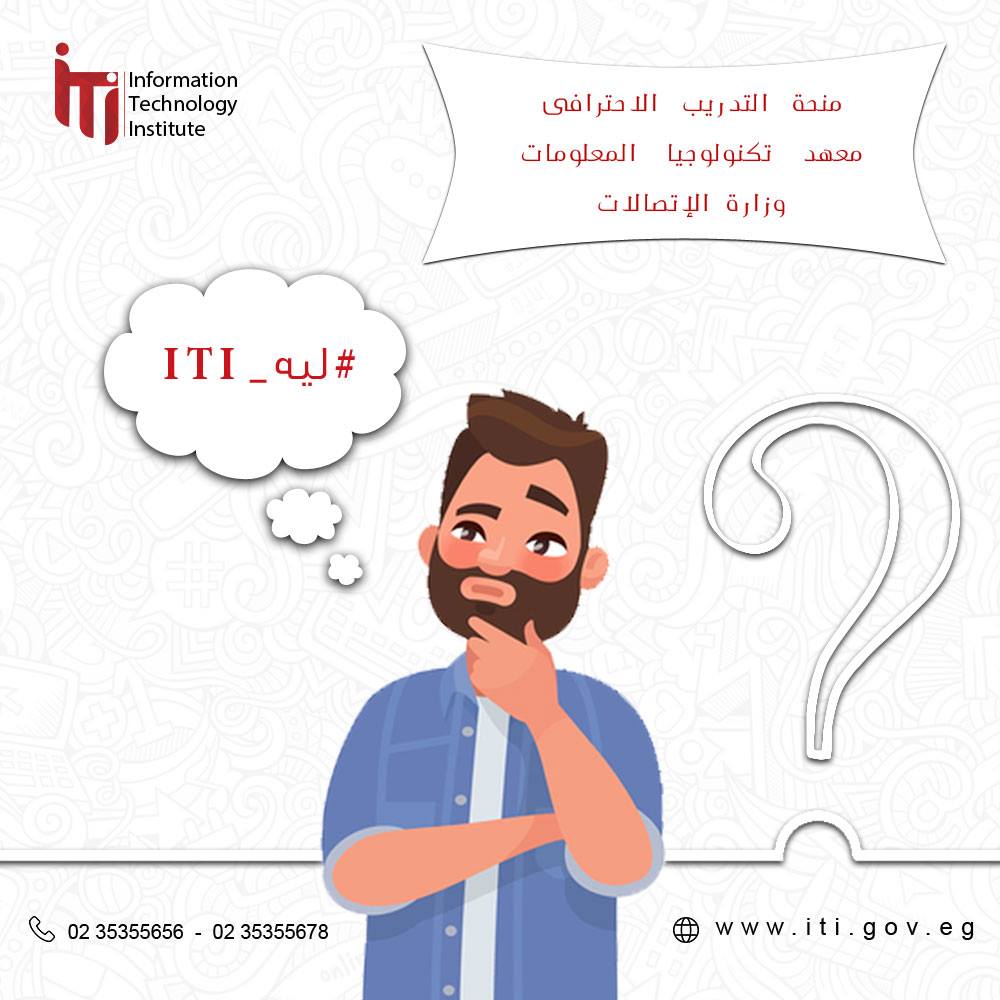 Information
Technology
Institute
منحة التدريب الاحترافى
معهد تكنولوجيا المعلومات
وزارة الإتصالات
#ليه_ITI
02 35355656 - 02 35355678
www.iti.gov.eg